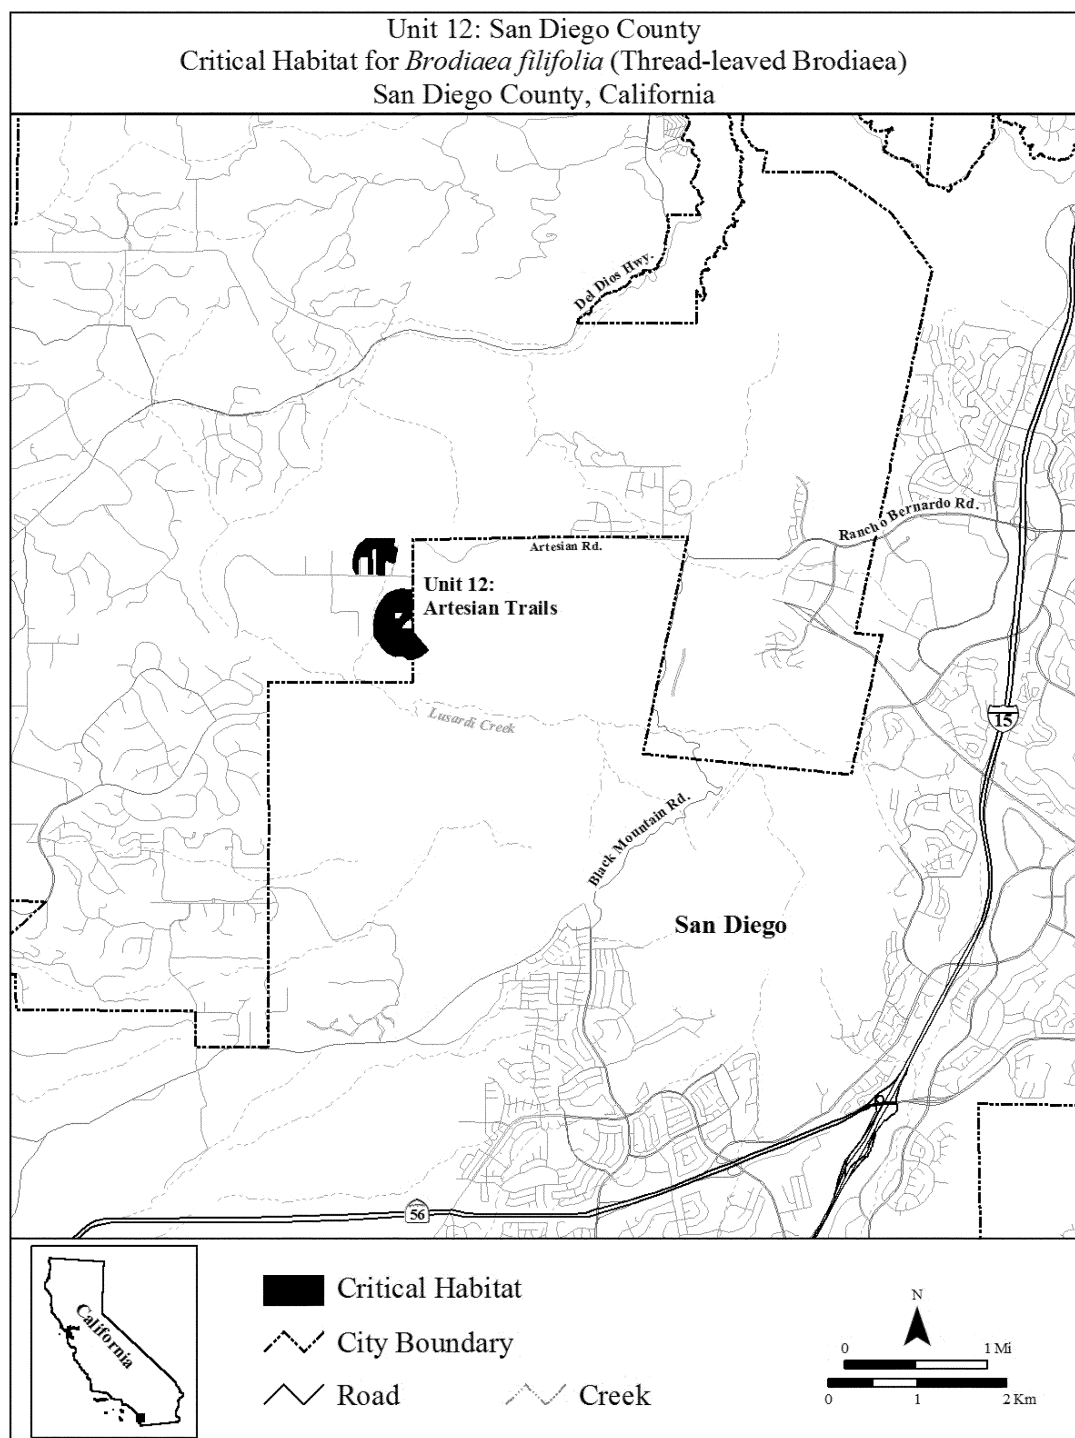 Unit 12: San Diego County
Critical Habitat for Brodiaea filifolia (Thread-leaved Brodiaea)
San Diego County, California
Del Dios Hwy.
Rancho Bernardo Rd.
Artesian Rd.
Unit 12:
Artesian Trails
Lusardi Creek
15
Black Mountain Rd.
San Diego
56
California
Critical Habitat
City Boundary
Road
Creek
N
0 1 Mi
0 1 2 Km